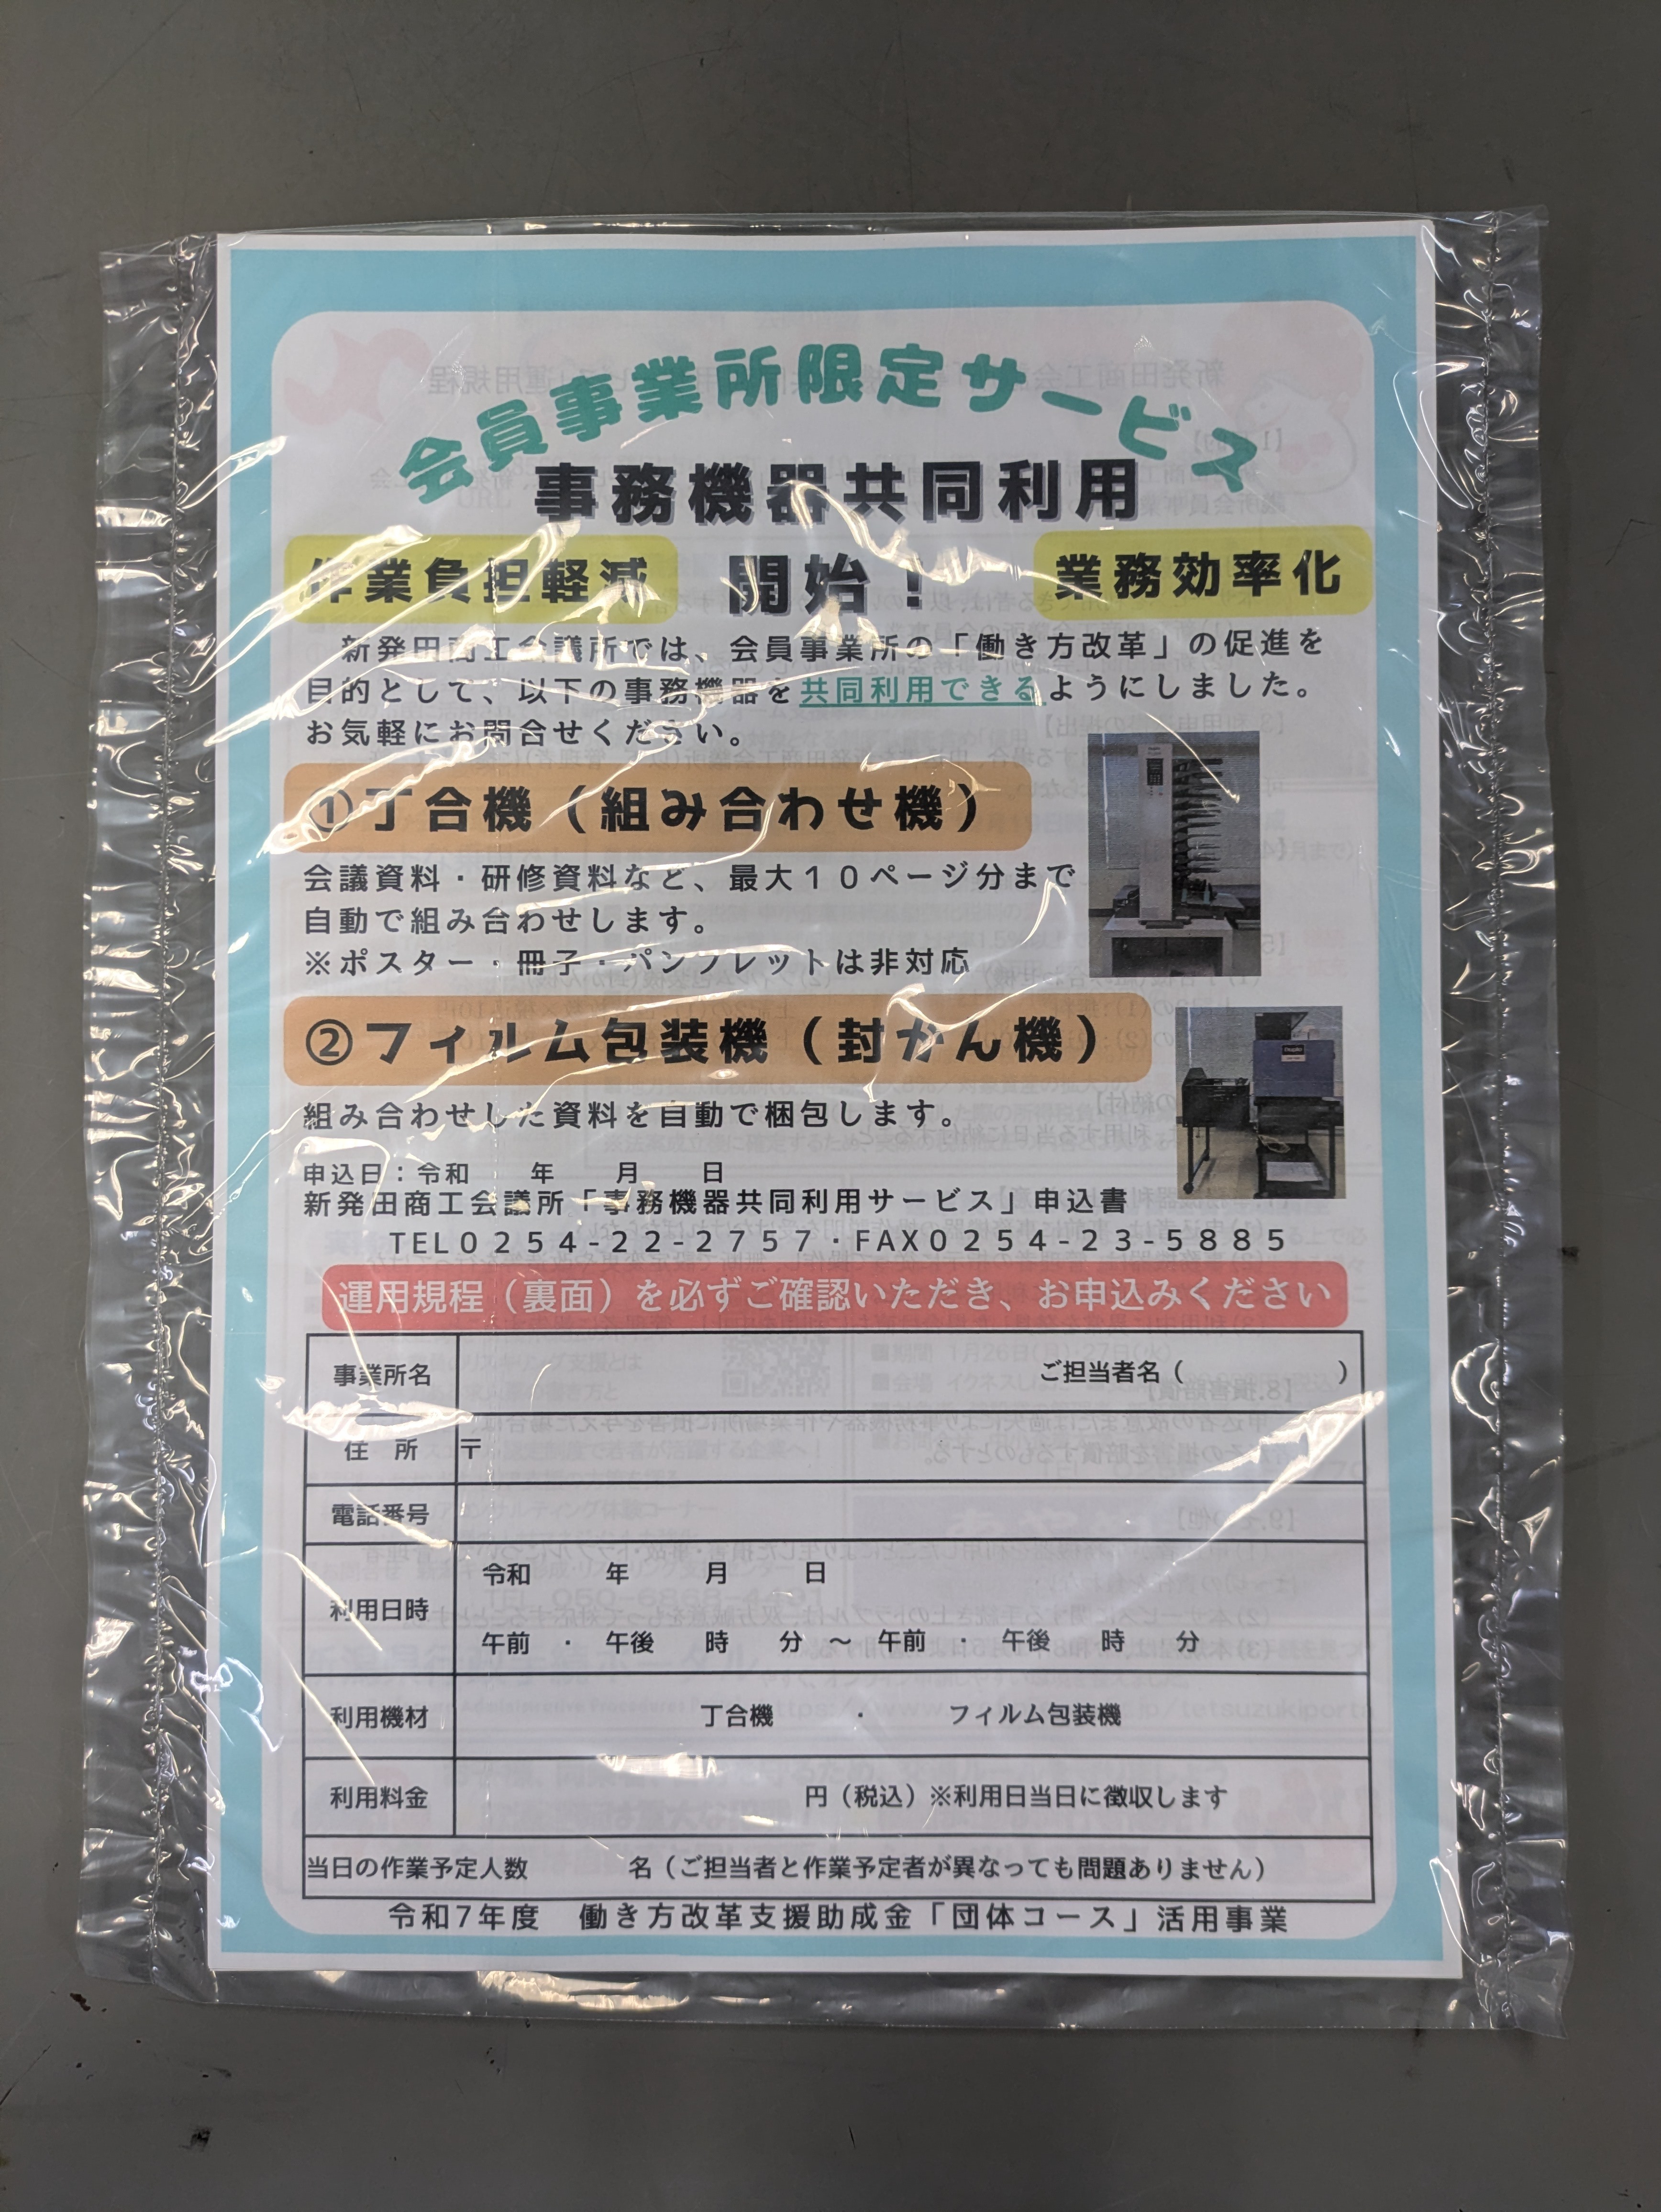 会員事業所限定サービス
事務機器共同利用
作業負担軽減 開始! 業務効率化
新発田商工会議所では、会員事業所の「働き方改革」の促進を
目的として、以下の事務機器を共同利用できるようにしました。
お気軽にお問合せください。
①丁合機（組み合わせ機）
会議資料・研修資料など、最大１０ページ分まで
自動で組み合わせします。
※ポスター・冊子・パンフレットは非対応
②フィルム包装機（封かん機）
組み合わせした資料を自動で梱包します。
申込日：令和 年 月 日
新発田商工会議所「事務機器共同利用サービス」申込書
TEL０２５４-２２-２７５７・FAX０２５４-２３-５８８５
運用規程（裏面）を必ずご確認いただき、お申込みください
事業所名 ご担当者名（ ）
住 所 〒
電話番号
利用日時 令和 年 月 日
午前 ・ 午後 時 分 ～ 午前 ・ 午後 時 分
利用機材 丁合機 ・ フィルム包装機
利用料金 円（税込）※利用日当日に徴収します
当日の作業予定人数 名（ご担当者と作業予定者が異なっても問題ありません）
令和7年度 働き方改革支援助成金「団体コース」活用事業